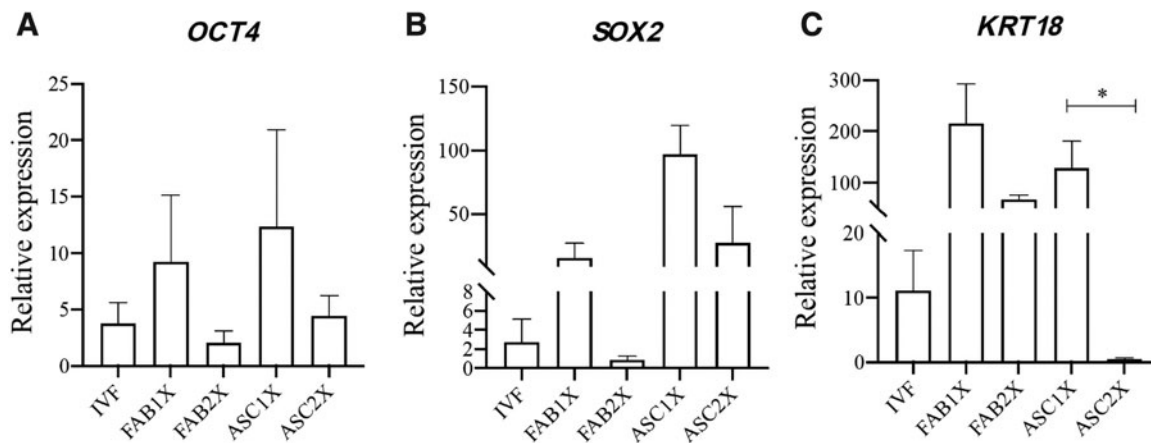 A
OCT4
Relative expression
25
20
15
10
5
0
IVF
FAB1X
FAB2X
ASC1X
ASC2X
B
SOX2
Relative expression
150
100
50
8
6
4
2
0
IVF
FAB1X
FAB2X
ASC1X
ASC2X
C
KRT18
Relative expression
300
200
100
20
10
0
*
IVF
FAB1X
FAB2X
ASC1X
ASC2X